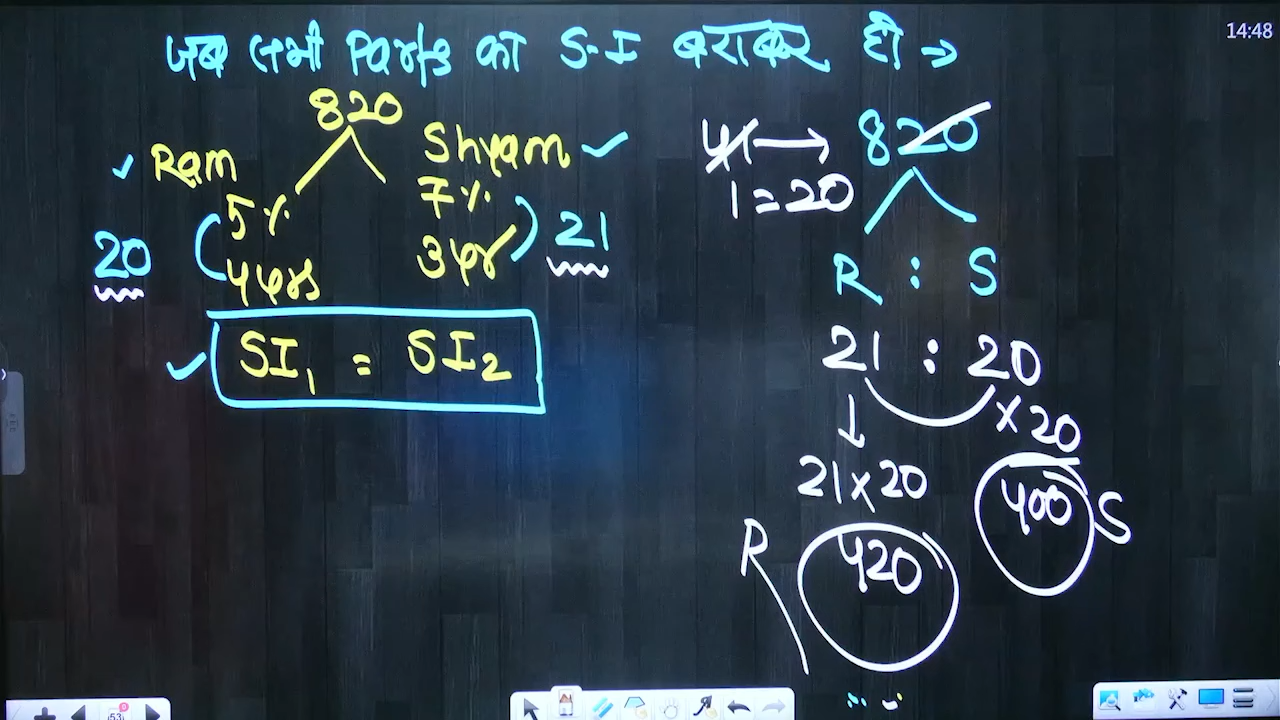 14:48
जब सभी Parts का S.I बराबर हो →
820
Ram Shyam
5% 7%
4yrs 3yr
20 21
SI₁ = SI₂
41 → 820
1 = 20
R : S
21 : 20
× 20
21 × 20
400 S
R 420
53